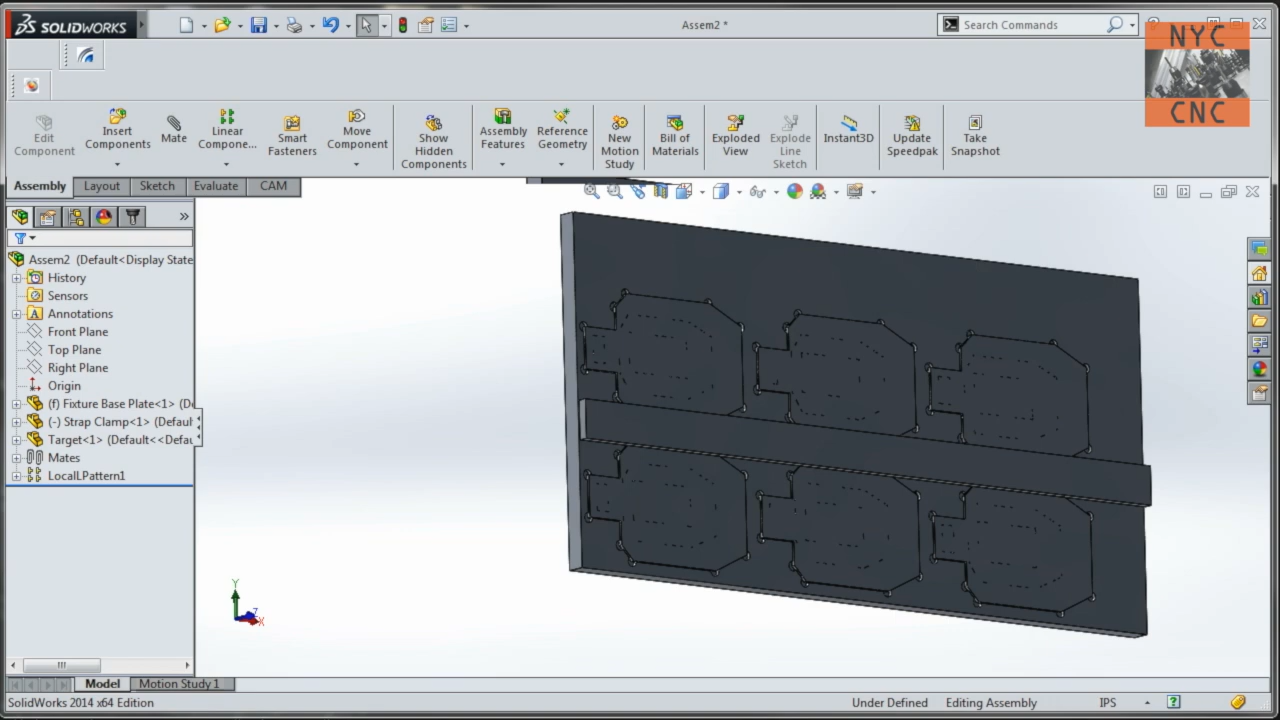 SOLIDWORKS
Assem2 *
Search Commands
NYC
CNC
Edit Component
Insert Components
Mate
Linear Compone...
Smart Fasteners
Move Component
Show Hidden Components
Assembly Features
Reference Geometry
New Motion Study
Bill of Materials
Exploded View
Explode Line Sketch
Instant3D
Update Speedpak
Take Snapshot
Assembly
Layout
Sketch
Evaluate
CAM
Assem2 (Default<Display State
History
Sensors
Annotations
Front Plane
Top Plane
Right Plane
Origin
(f) Fixture Base Plate<1> (De
(-) Strap Clamp<1> (Default
Target<1> (Default<<Defau
Mates
LocalLPattern1
Y
Z
X
Model
Motion Study 1
SolidWorks 2014 x64 Edition
Under Defined
Editing Assembly
IPS